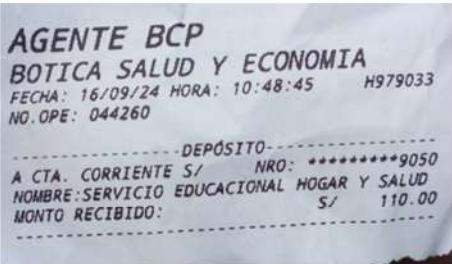 AGENTE BCP
BOTICA SALUD Y ECONOMIA
FECHA: 16/09/24 HORA: 10:48:45 H979033
NO.OPE: 044260
-----------------DEPÓSITO-----------------
A CTA. CORRIENTE S/ NRO: *********9050
NOMBRE:SERVICIO EDUCACIONAL HOGAR Y SALUD
MONTO RECIBIDO: S/ 110.00
------------------------------------------